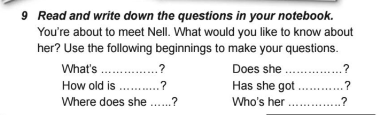 9 Read and write down the questions in your notebook.
You're about to meet Nell. What would you like to know about
her? Use the following beginnings to make your questions.
What's ..............?
Does she ..............?
How old is ...........?
Has she got ...........?
Where does she ......?
Who's her .............?